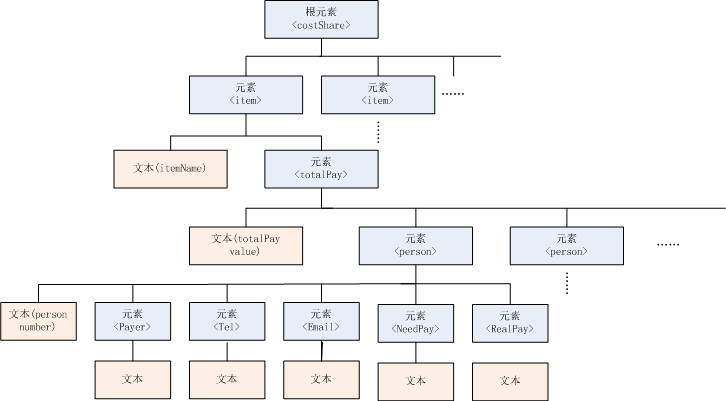 根元素
<costShare>
元素
<item>
元素
<item>
……
文本(itemName)
元素
<totalPay>
文本(totalPay
value)
元素
<person>
元素
<person>
……
文本(person
number)
元素
<Payer>
元素
<Tel>
元素
<Email>
元素
<NeedPay>
元素
<RealPay>
文本
文本
文本
文本
文本